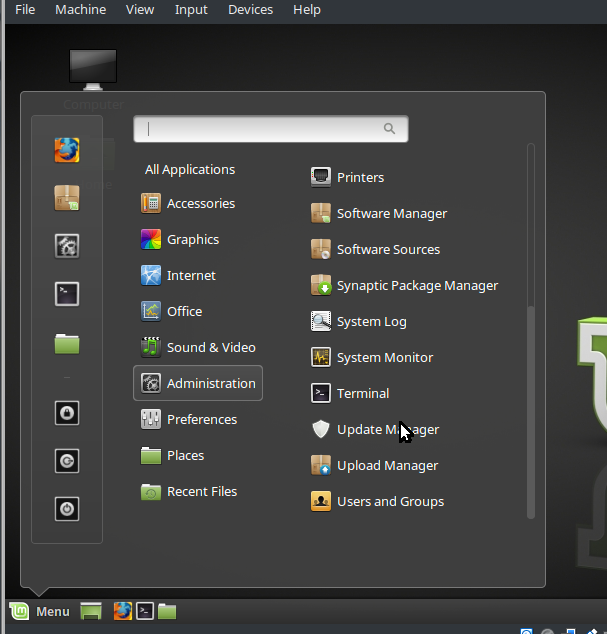 File Machine View Input Devices Help
Computer
All Applications
Accessories
Graphics
Internet
Office
Sound & Video
Administration
Preferences
Places
Recent Files
Printers
Software Manager
Software Sources
Synaptic Package Manager
System Log
System Monitor
Terminal
Update Manager
Upload Manager
Users and Groups
Menu